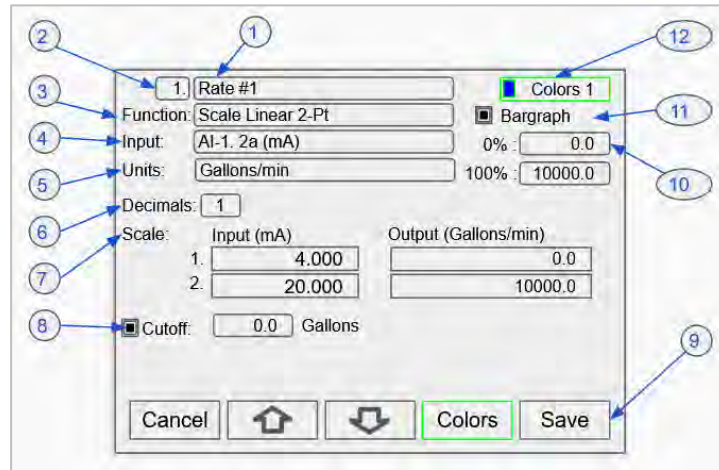 2 1 12
1. Rate #1 Colors 1
3 Function: Scale Linear 2-Pt Bargraph 11
4 Input: AI-1. 2a (mA) 0% : 0.0
5 Units: Gallons/min 100% : 10000.0 10
6 Decimals: 1
7 Scale: Input (mA) Output (Gallons/min)
1. 4.000 0.0
2. 20.000 10000.0
8 Cutoff: 0.0 Gallons
9
Cancel Colors Save